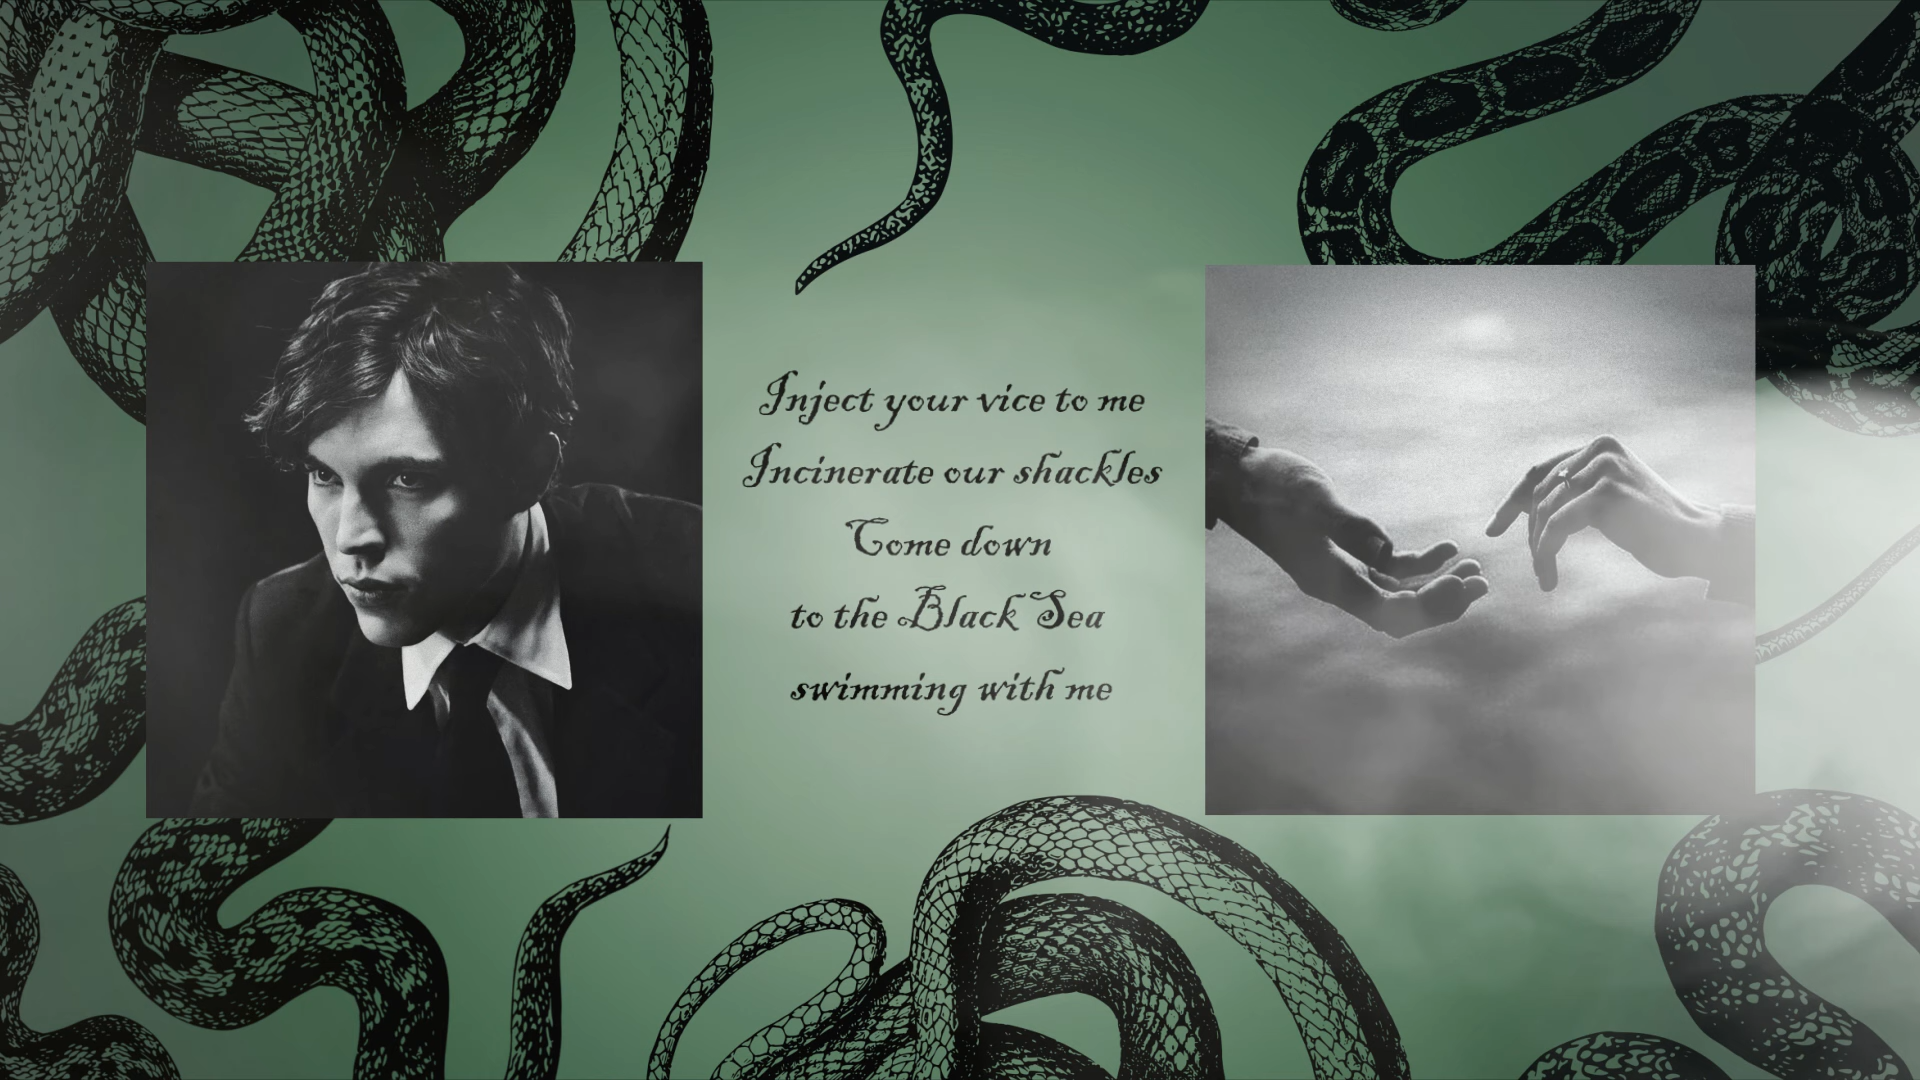 Inject your vice to me
Incinerate our shackles
Come down
to the Black Sea
swimming with me